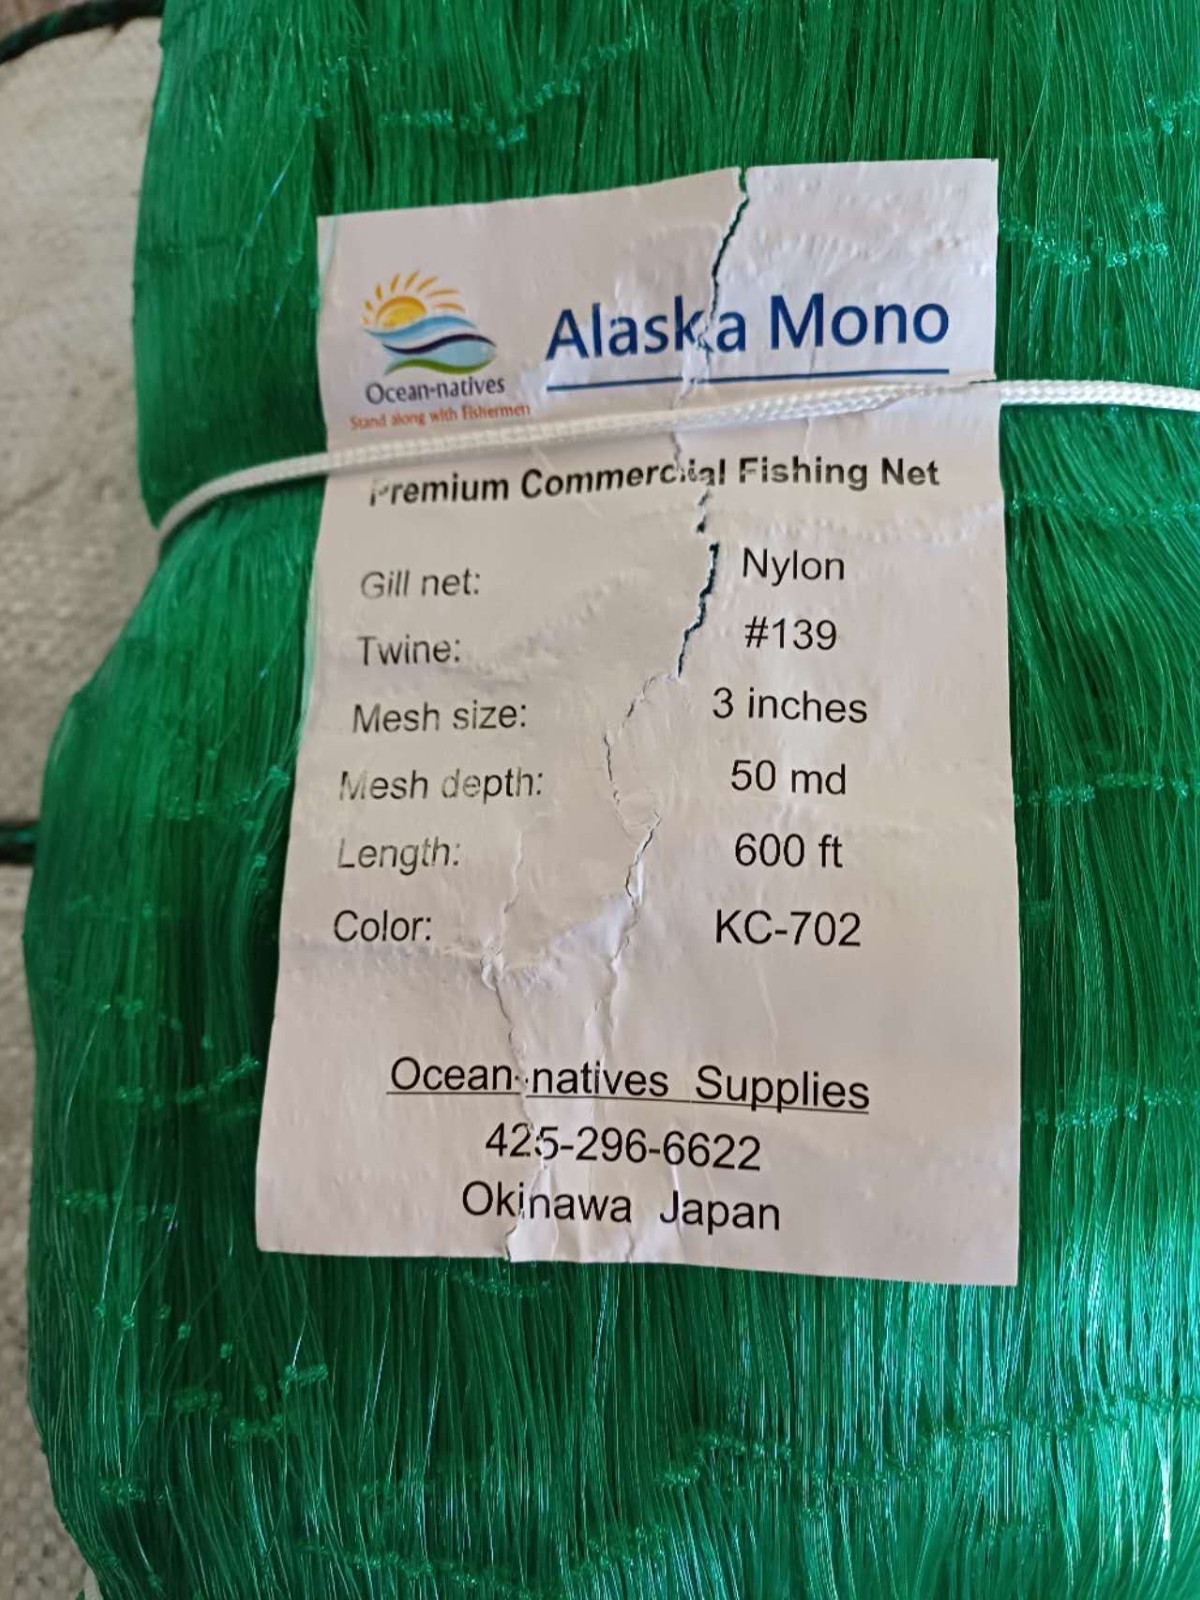 Alaska Mono
Ocean-natives
Stand along with Fishermen
Premium Commercial Fishing Net
Gill net: Nylon
Twine: #139
Mesh size: 3 inches
Mesh depth: 50 md
Length: 600 ft
Color: KC-702
Ocean-natives Supplies
425-296-6622
Okinawa Japan